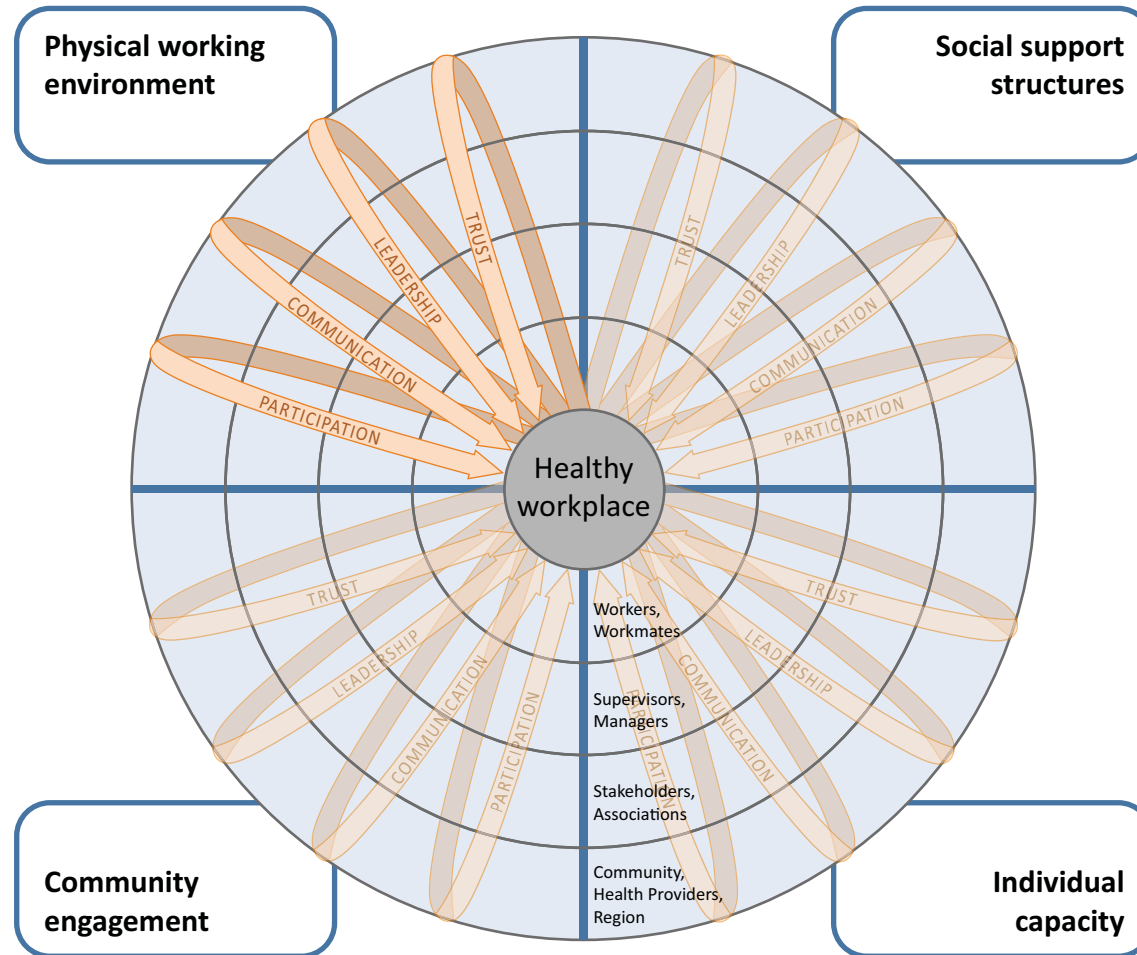 Physical working
environment
Social support
structures
TRUST
LEADERSHIP
COMMUNICATION
PARTICIPATION
TRUST
LEADERSHIP
COMMUNICATION
PARTICIPATION
Healthy
workplace
TRUST
LEADERSHIP
COMMUNICATION
PARTICIPATION
TRUST
LEADERSHIP
COMMUNICATION
PARTICIPATION
Workers,
Workmates
Supervisors,
Managers
Stakeholders,
Associations
Community,
Health Providers,
Region
Community
engagement
Individual
capacity